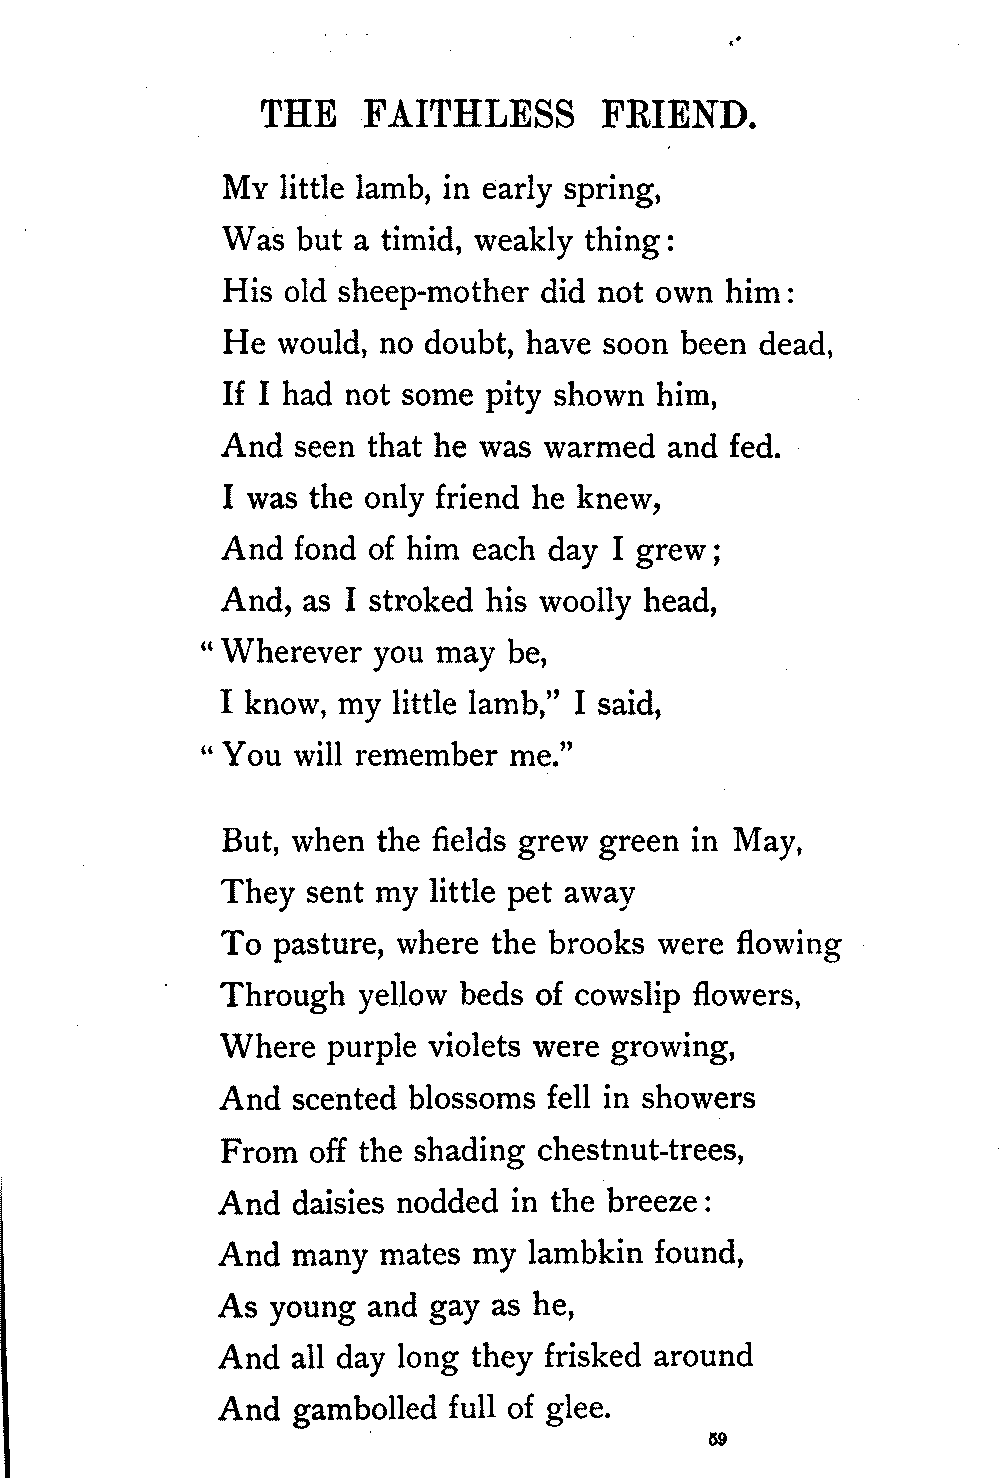 THE FAITHLESS FRIEND.
MY little lamb, in early spring,
Was but a timid, weakly thing:
His old sheep-mother did not own him:
He would, no doubt, have soon been dead,
If I had not some pity shown him,
And seen that he was warmed and fed.
I was the only friend he knew,
And fond of him each day I grew;
And, as I stroked his woolly head,
“Wherever you may be,
I know, my little lamb,” I said,
“You will remember me.”
But, when the fields grew green in May,
They sent my little pet away
To pasture, where the brooks were flowing
Through yellow beds of cowslip flowers,
Where purple violets were growing,
And scented blossoms fell in showers
From off the shading chestnut-trees,
And daisies nodded in the breeze:
And many mates my lambkin found,
As young and gay as he,
And all day long they frisked around
And gambolled full of glee.
59